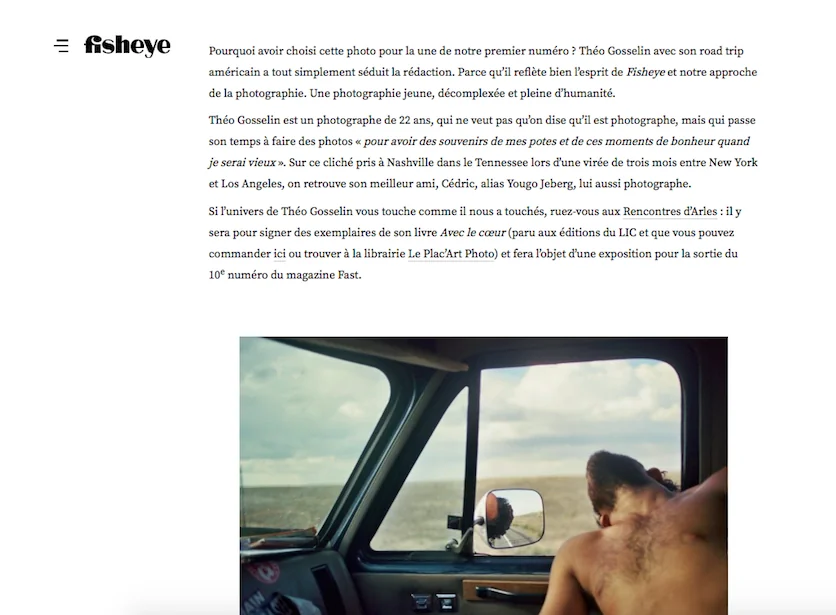 fisheye
Pourquoi avoir choisi cette photo pour la une de notre premier numéro ? Théo Gosselin avec son road trip
américain a tout simplement séduit la rédaction. Parce qu’il reflète bien l’esprit de Fisheye et notre approche
de la photographie. Une photographie jeune, décomplexée et pleine d’humanité.
Théo Gosselin est un photographe de 22 ans, qui ne veut pas qu’on dise qu’il est photographe, mais qui passe
son temps à faire des photos « pour avoir des souvenirs de mes potes et de ces moments de bonheur quand
je serai vieux ». Sur ce cliché pris à Nashville dans le Tennessee lors d’une virée de trois mois entre New York
et Los Angeles, on retrouve son meilleur ami, Cédric, alias Yougo Jeberg, lui aussi photographe.
Si l’univers de Théo Gosselin vous touche comme il nous a touchés, ruez-vous aux Rencontres d’Arles : il y
sera pour signer des exemplaires de son livre Avec le cœur (paru aux éditions du LIC et que vous pouvez
commander ici ou trouver à la librairie Le Plac’Art Photo) et fera l’objet d’une exposition pour la sortie du
10e numéro du magazine Fast.